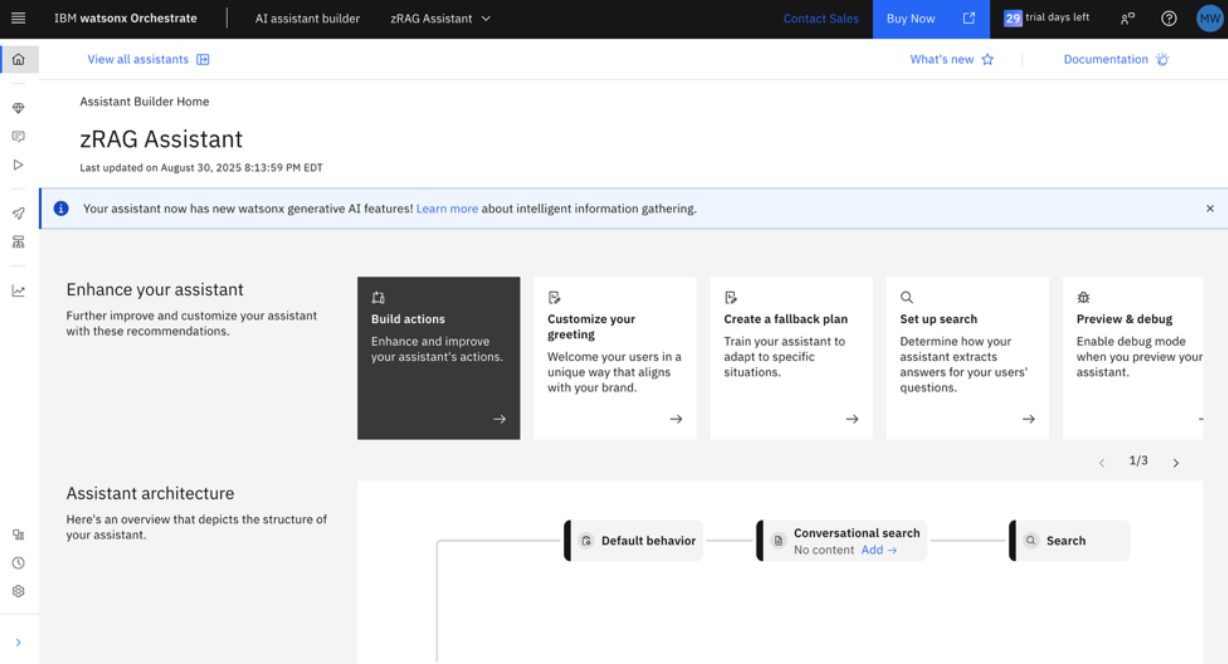 IBM watsonx Orchestrate
AI assistant builder
zRAG Assistant
Contact Sales
Buy Now
29 trial days left
MW
View all assistants
What's new
Documentation
Assistant Builder Home
zRAG Assistant
Last updated on August 30, 2025 8:13:59 PM EDT
Your assistant now has new watsonx generative AI features! Learn more about intelligent information gathering.
Enhance your assistant
Further improve and customize your assistant
with these recommendations.
Build actions
Enhance and improve
your assistant's actions.
Customize your
greeting
Welcome your users in a
unique way that aligns
with your brand.
Create a fallback plan
Train your assistant to
adapt to specific
situations.
Set up search
Determine how your
assistant extracts
answers for your users'
questions.
Preview & debug
Enable debug mode
when you preview your
assistant.
1/3
Assistant architecture
Here's an overview that depicts the structure of
your assistant.
Default behavior
Conversational search
No content Add →
Search